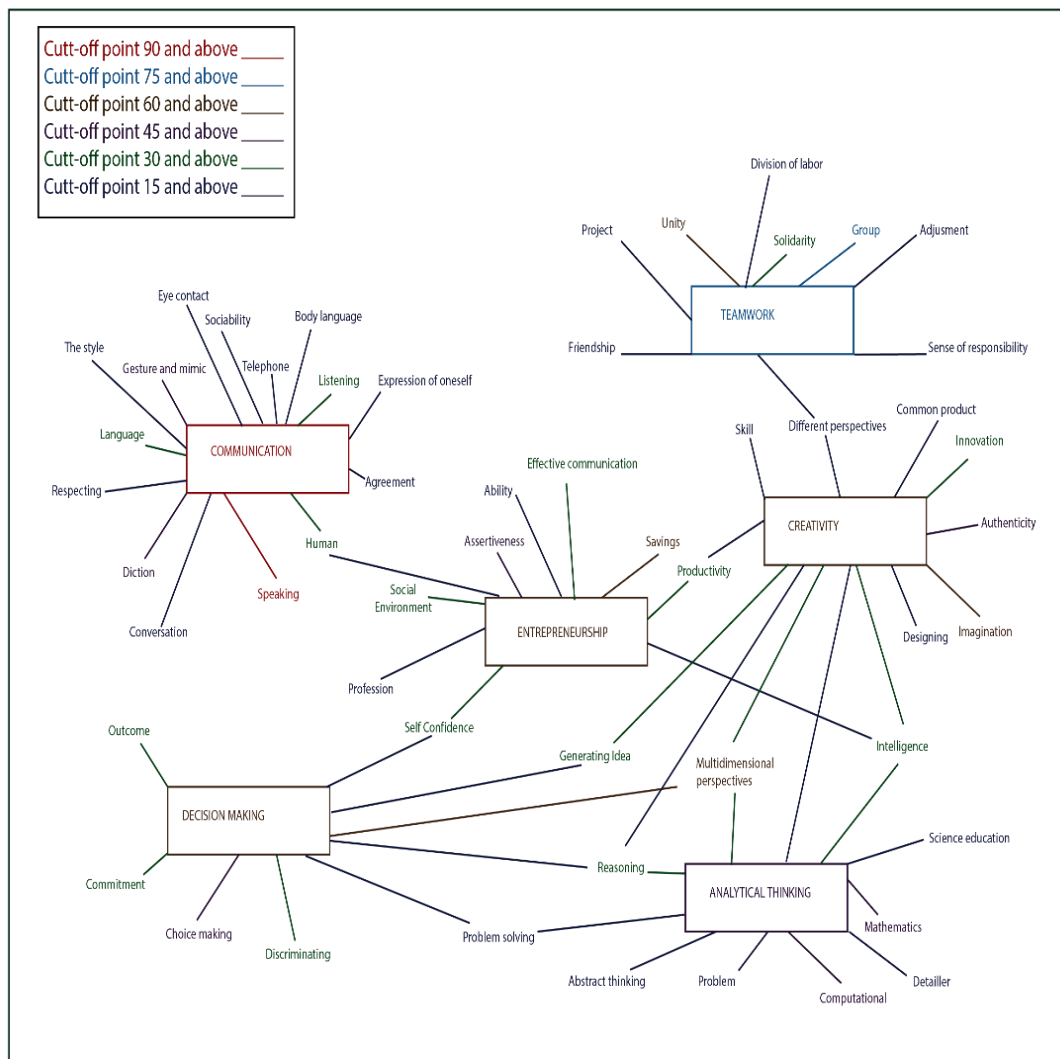 Cutt-off point 90 and above _____
Cutt-off point 75 and above _____
Cutt-off point 60 and above _____
Cutt-off point 45 and above _____
Cutt-off point 30 and above _____
Cutt-off point 15 and above _____
Division of labor
Project
Unity
Solidarity
Group
Adjusment
TEAMWORK
Friendship
Sense of responsibility
Eye contact
Sociability
Body language
The style
Gesture and mimic
Telephone
Listening
Expression of oneself
Language
COMMUNICATION
Respecting
Agreement
Human
Diction
Speaking
Conversation
Different perspectives
Common product
Skill
Innovation
CREATIVITY
Authenticity
Designing
Imagination
Effective communication
Ability
Assertiveness
Savings
Productivity
Social
Environment
ENTREPRENEURSHIP
Profession
Self Confidence
Generating Idea
Multidimensional
perspectives
Intelligence
Outcome
DECISION MAKING
Commitment
Choice making
Discriminating
Reasoning
Problem solving
Science education
ANALYTICAL THINKING
Mathematics
Abstract thinking
Problem
Computational
Detailler